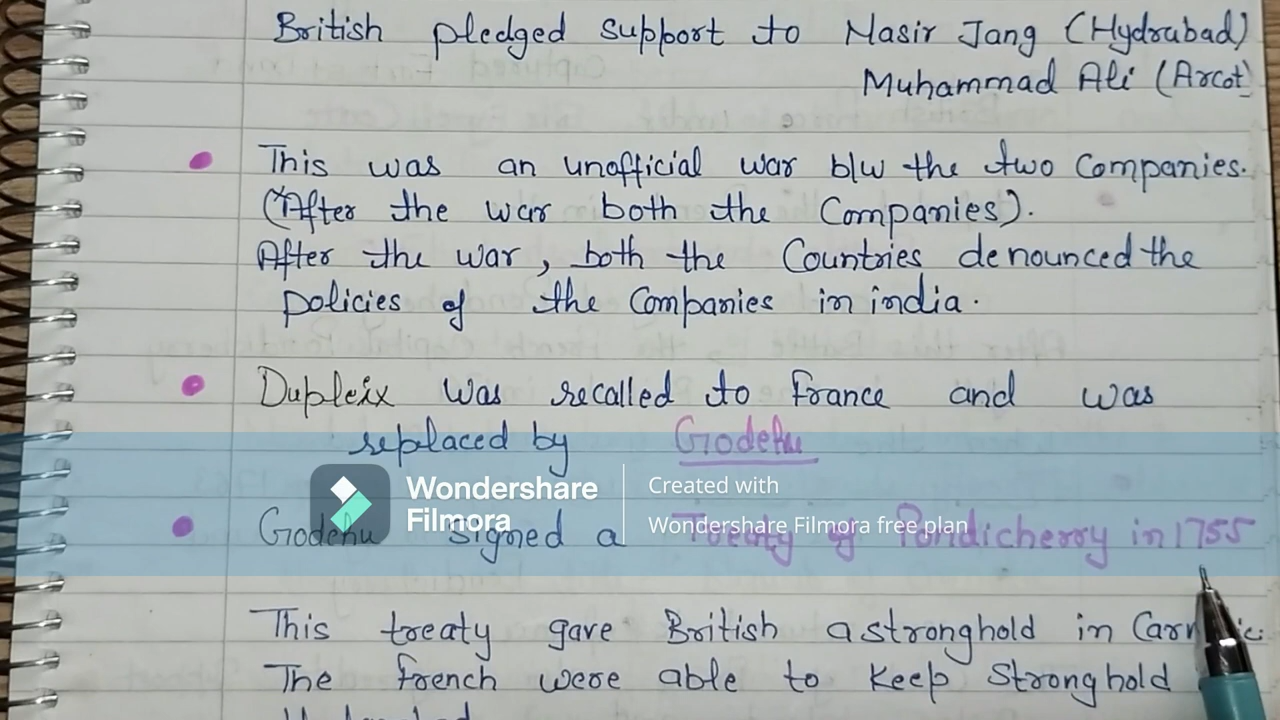 British pledged support to Nasir Jang (Hydrabad)
Muhammad Ali (Arcot)
This was an unofficial war b/w the two Companies.
(After the war both the Companies).
After the war, both the Countries denounced the
policies of the Companies in india.
Dupleix was recalled to France and was
replaced by Godehu
Wondershare Filmora
Created with
Wondershare Filmora free plan
Godehu signed a Treaty of Pondicherry in 1755
This treaty gave British a stronghold in
The French were able to keep Stronghold